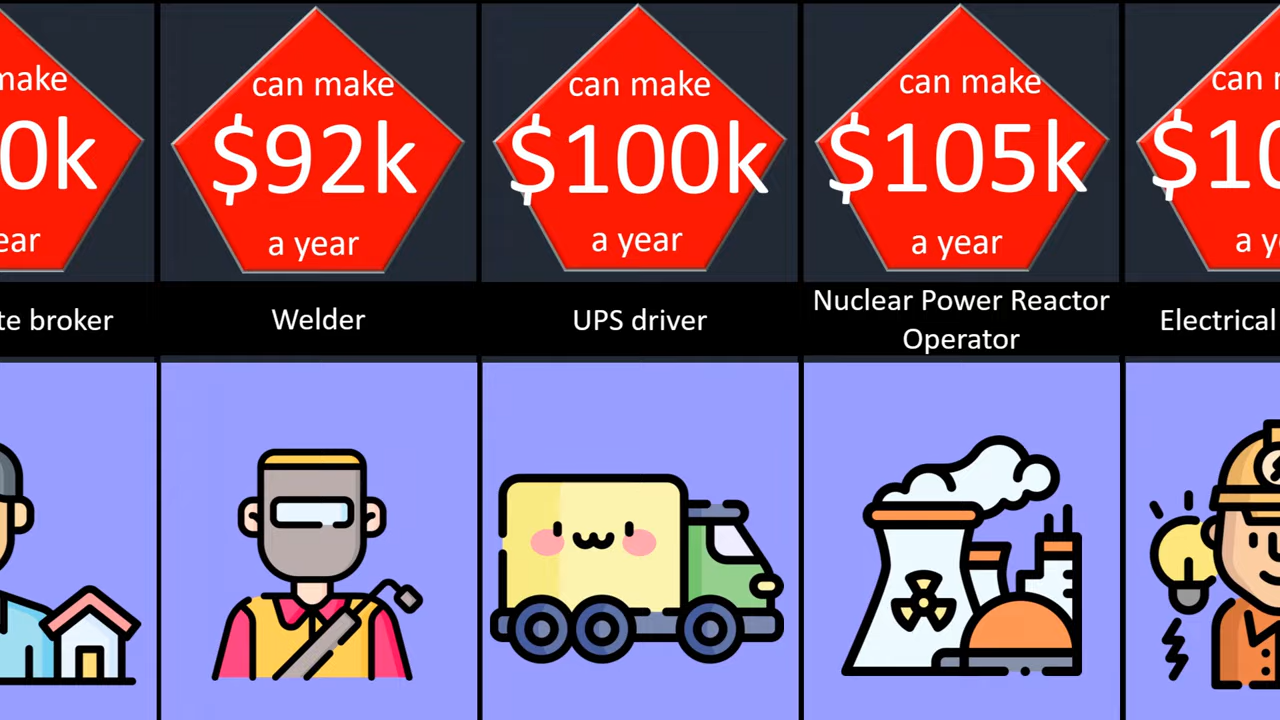 make
0k
ear
te broker
can make
$92k
a year
Welder
can make
$100k
a year
UPS driver
can make
$105k
a year
Nuclear Power Reactor
Operator
can
$10
a y
Electrical